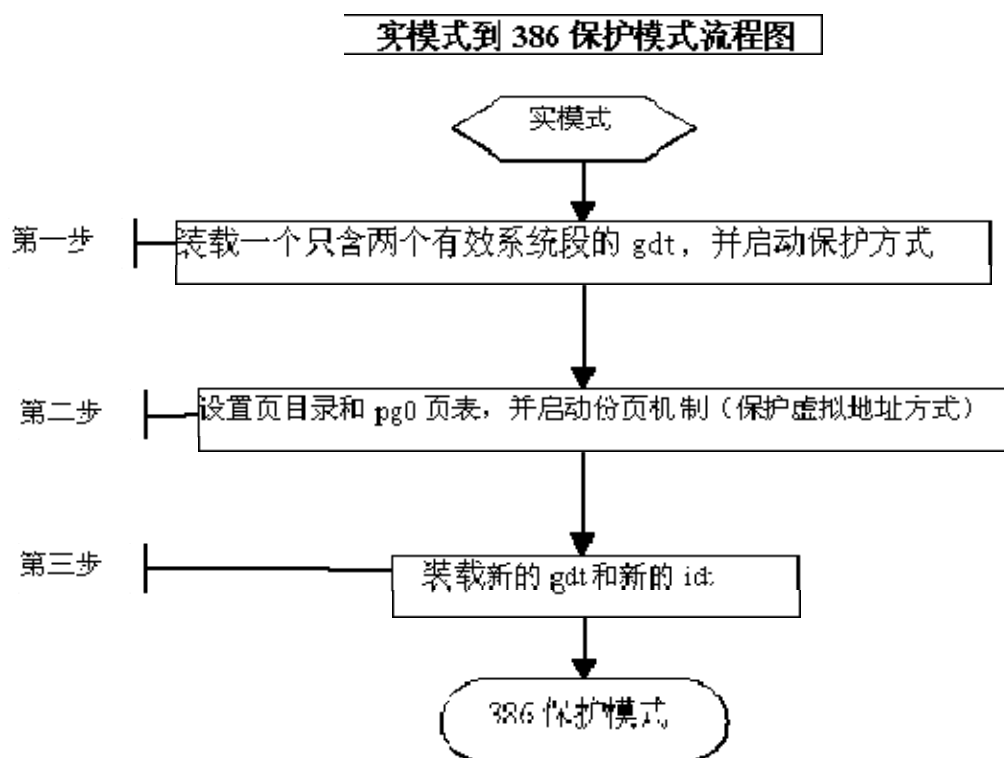 实模式到 386 保护模式流程图
实模式
第一步
装载一个只含两个有效系统段的 gdt，并启动保护方式
第二步
设置页目录和 pg0 页表，并启动份页机制（保护虚拟地址方式）
第三步
装载新的 gdt和新的 idt
386 保护模式